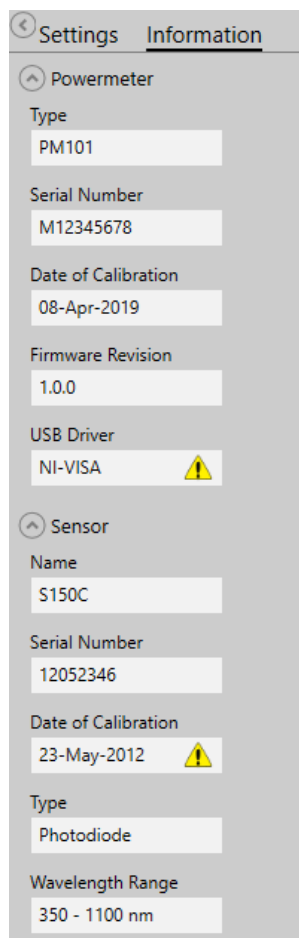 Settings Information
Powermeter
Type
PM101
Serial Number
M12345678
Date of Calibration
08-Apr-2019
Firmware Revision
1.0.0
USB Driver
NI-VISA
Sensor
Name
S150C
Serial Number
12052346
Date of Calibration
23-May-2012
Type
Photodiode
Wavelength Range
350 - 1100 nm